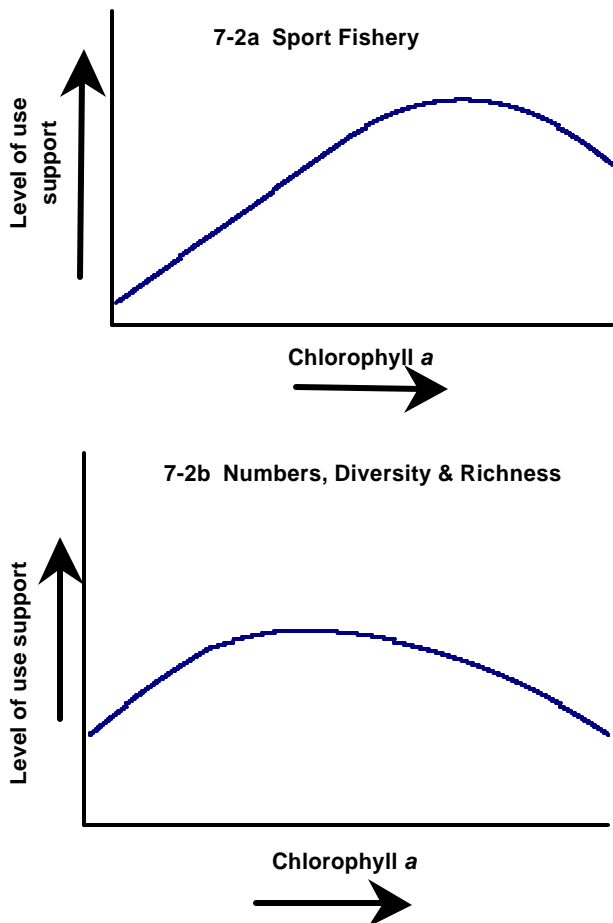 7-2a Sport Fishery
Level of use
support
Chlorophyll a
7-2b Numbers, Diversity & Richness
Level of use support
Chlorophyll a